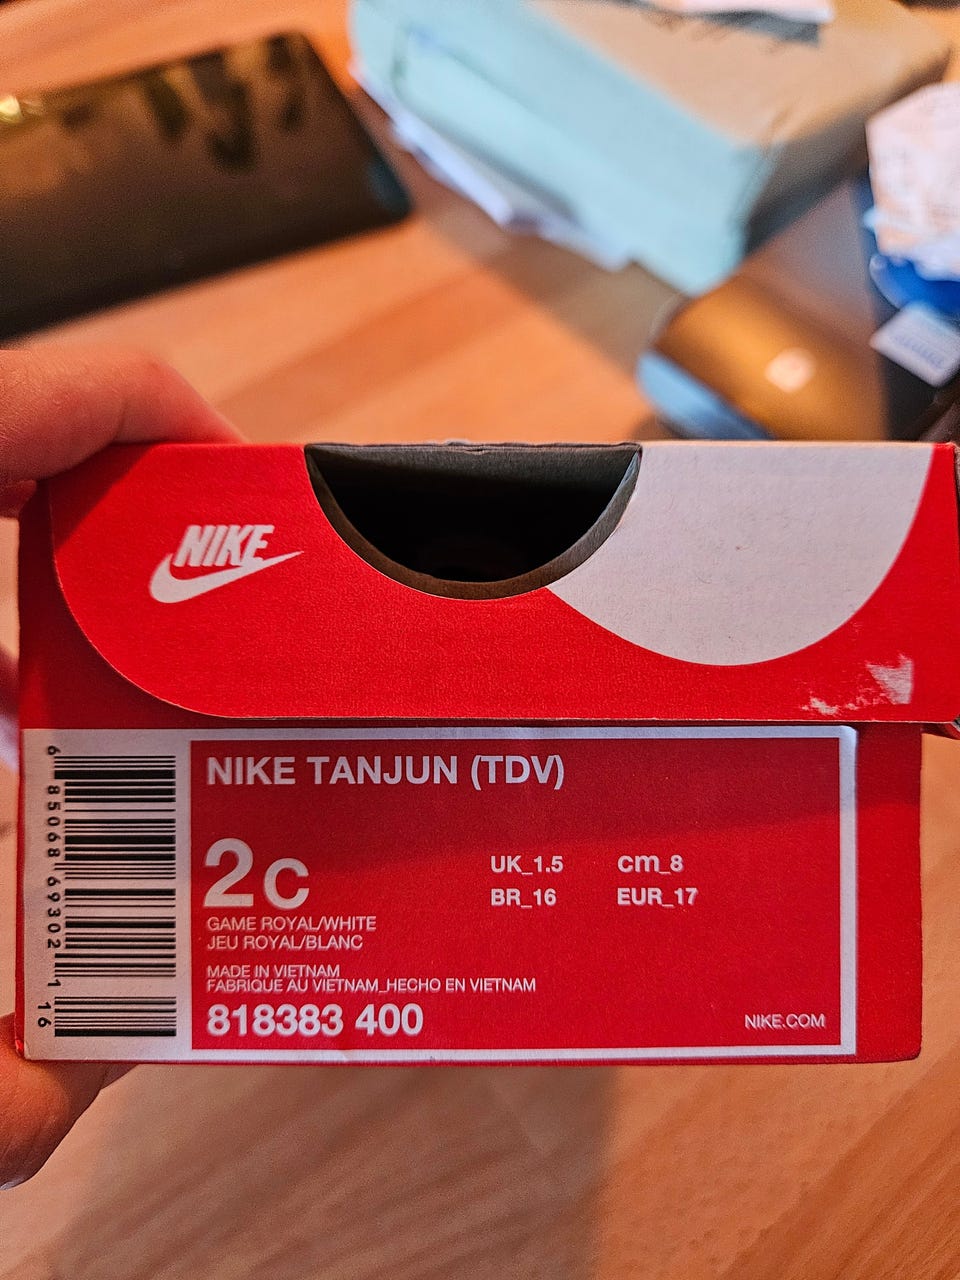 NIKE
NIKE TANJUN (TDV)
2C
UK_1.5 cm_8
BR_16 EUR_17
GAME ROYAL/WHITE
JEU ROYAL/BLANC
MADE IN VIETNAM
FABRIQUE AU VIETNAM_HECHO EN VIETNAM
818383 400
NIKE.COM
6 85068 69302 1 16